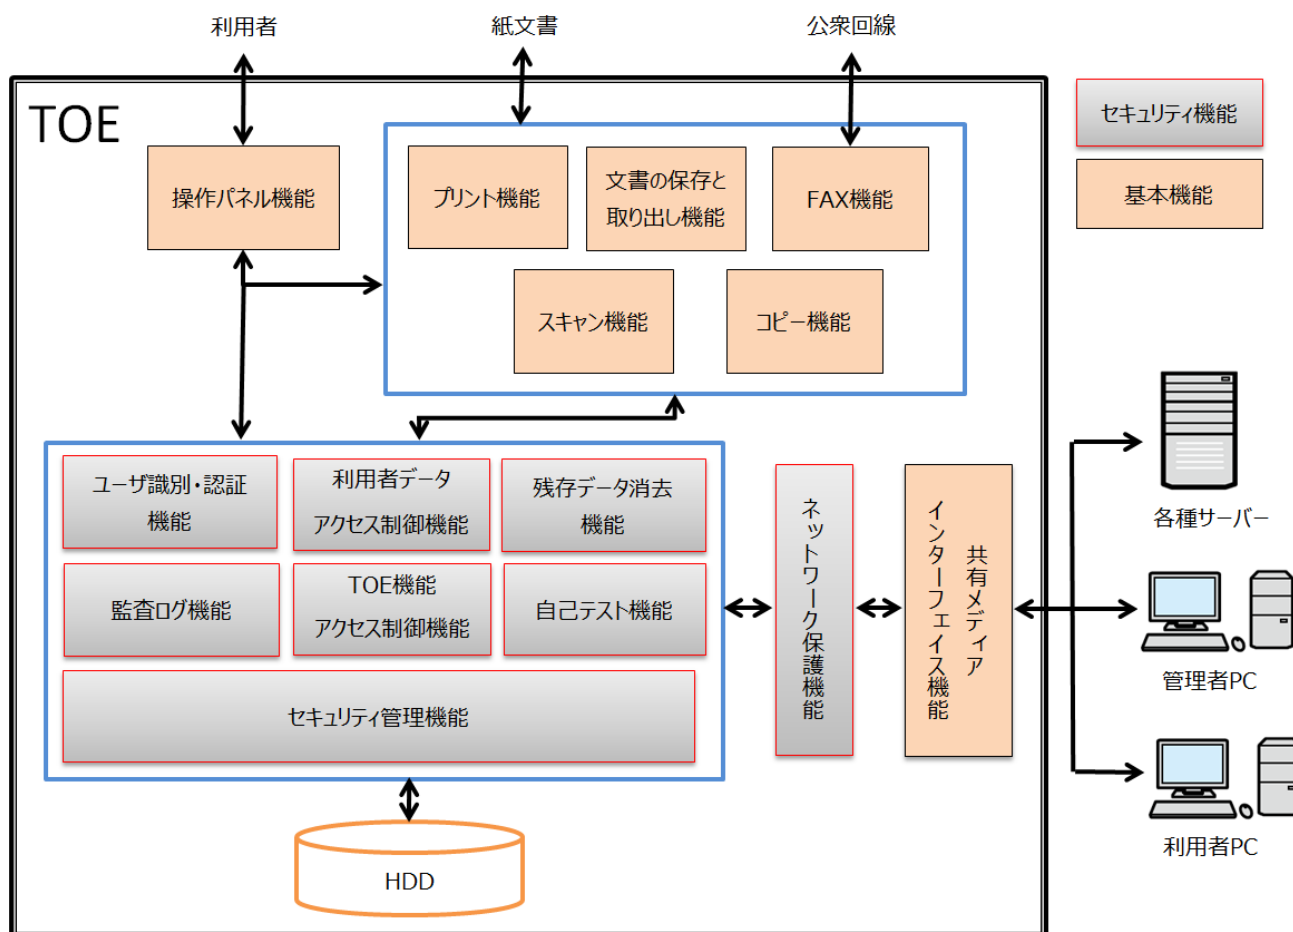 利用者
紙文書
公衆回線
TOE
セキュリティ機能
基本機能
操作パネル機能
プリント機能
文書の保存と
取り出し機能
FAX機能
スキャン機能
コピー機能
ユーザ識別・認証
機能
利用者データ
アクセス制御機能
残存データ消去
機能
監査ログ機能
TOE機能
アクセス制御機能
自己テスト機能
セキュリティ管理機能
ネットワーク保護機能
共有メディア
インターフェイス機能
各種サーバー
管理者PC
利用者PC
HDD